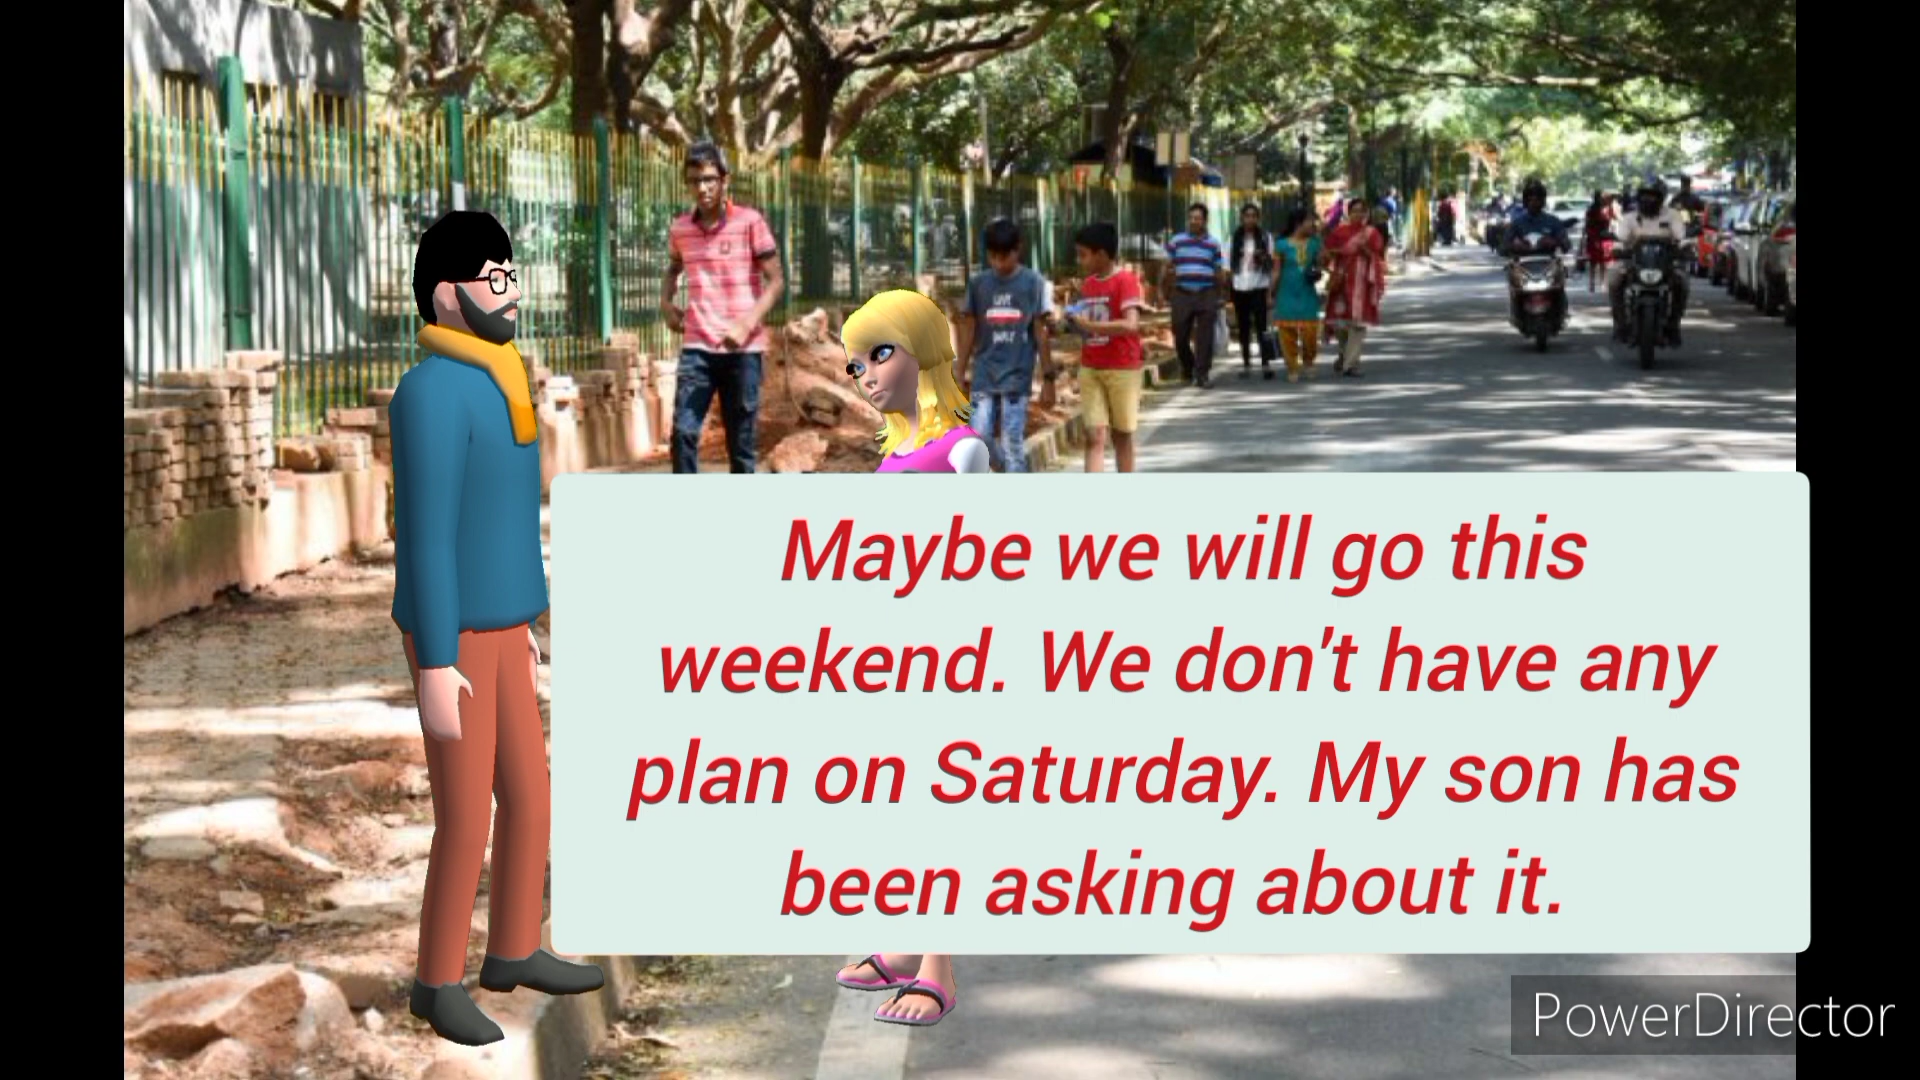 Maybe we will go this
weekend. We don't have any
plan on Saturday. My son has
been asking about it.
PowerDirector